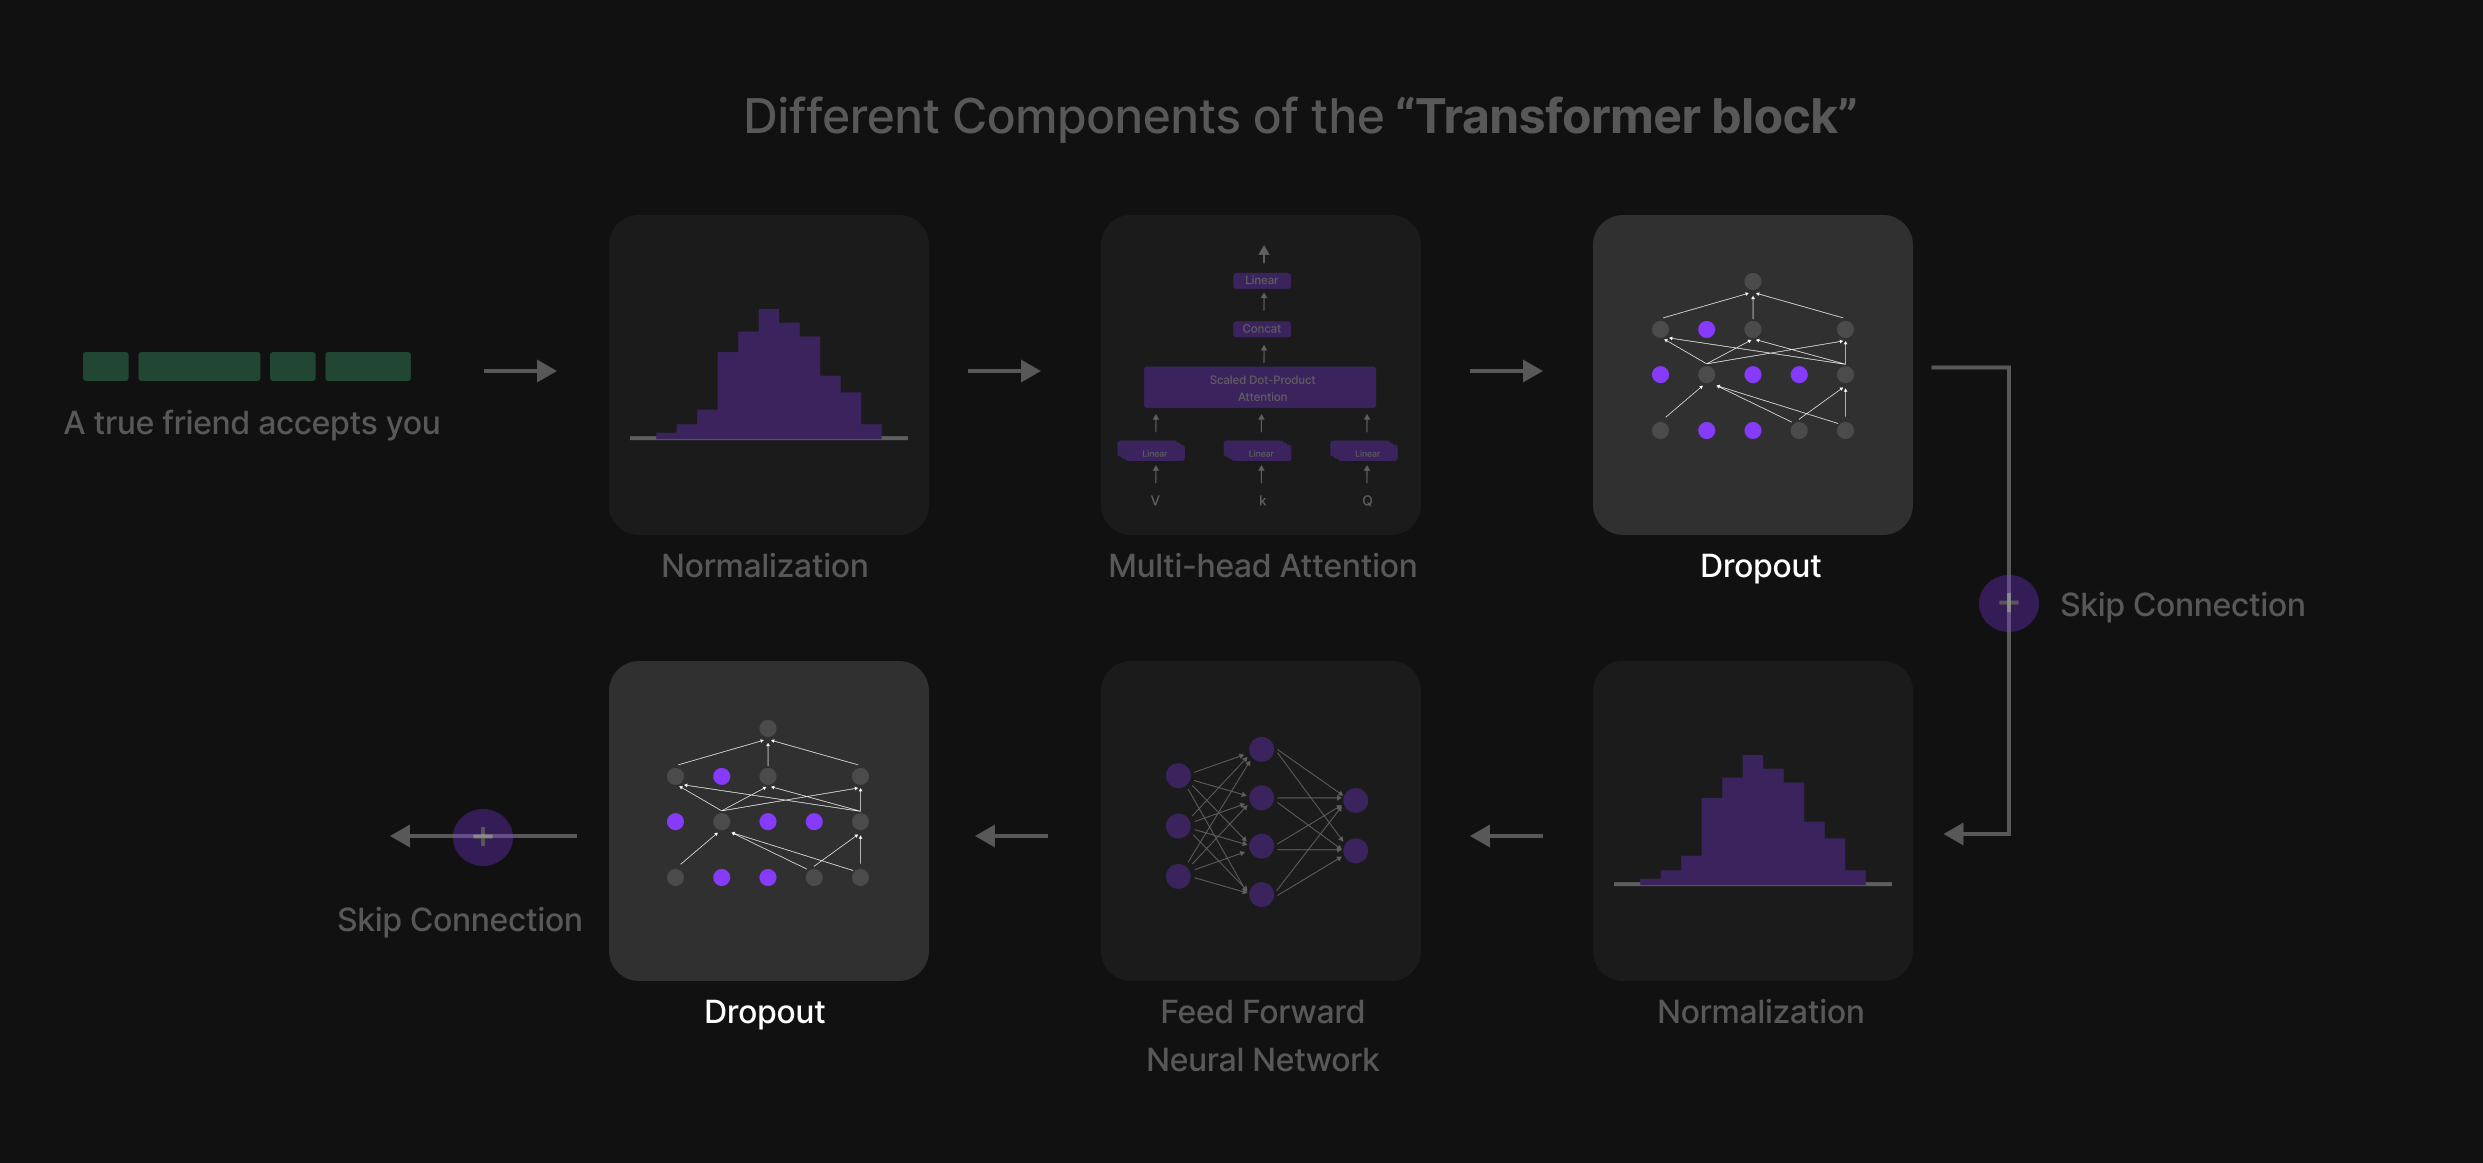 Different Components of the “Transformer block”
A true friend accepts you
Linear
Concat
Scaled Dot-Product
Attention
Linear Linear Linear
V k Q
Normalization
Multi-head Attention
Dropout
+
Skip Connection
+
Skip Connection
Dropout
Feed Forward
Neural Network
Normalization